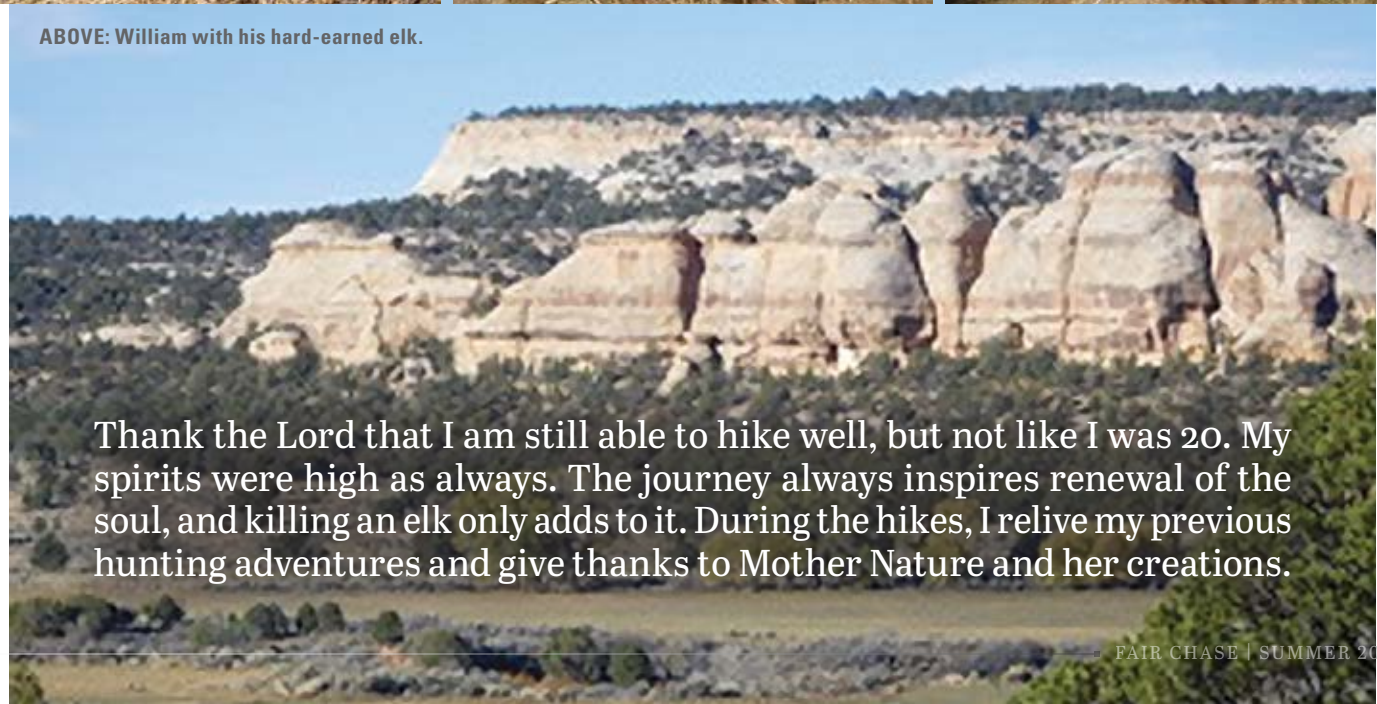 ABOVE: William with his hard-earned elk.
Thank the Lord that I am still able to hike well, but not like I was 20. My
spirits were high as always. The journey always inspires renewal of the
soul, and killing an elk only adds to it. During the hikes, I relive my previous
hunting adventures and give thanks to Mother Nature and her creations.
FAIR CHASE | SUMMER 20